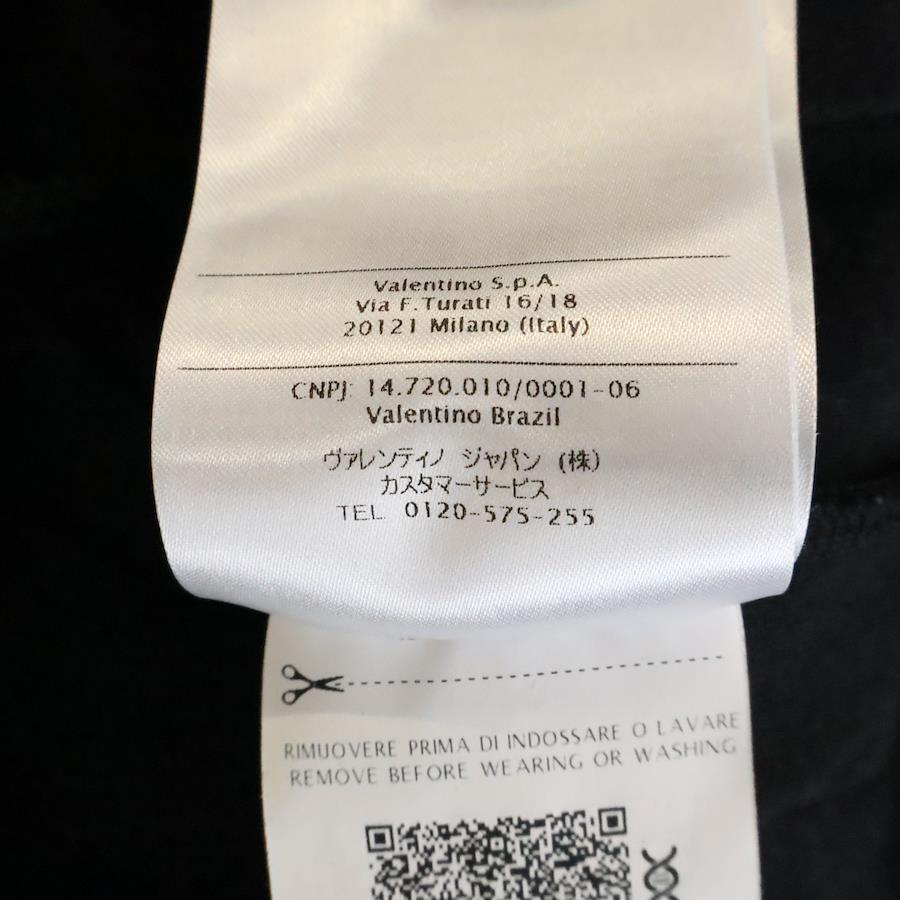 Valentino S.p.A.
Via F.Turati 16/18
20121 Milano (Italy)
CNPJ: 14.720.010/0001-06
Valentino Brazil
ヴァレンティノ ジャパン (株)
カスタマーサービス
TEL 0120-575-255
RIMUOVERE PRIMA DI INDOSSARE O LAVARE
REMOVE BEFORE WEARING OR WASHING